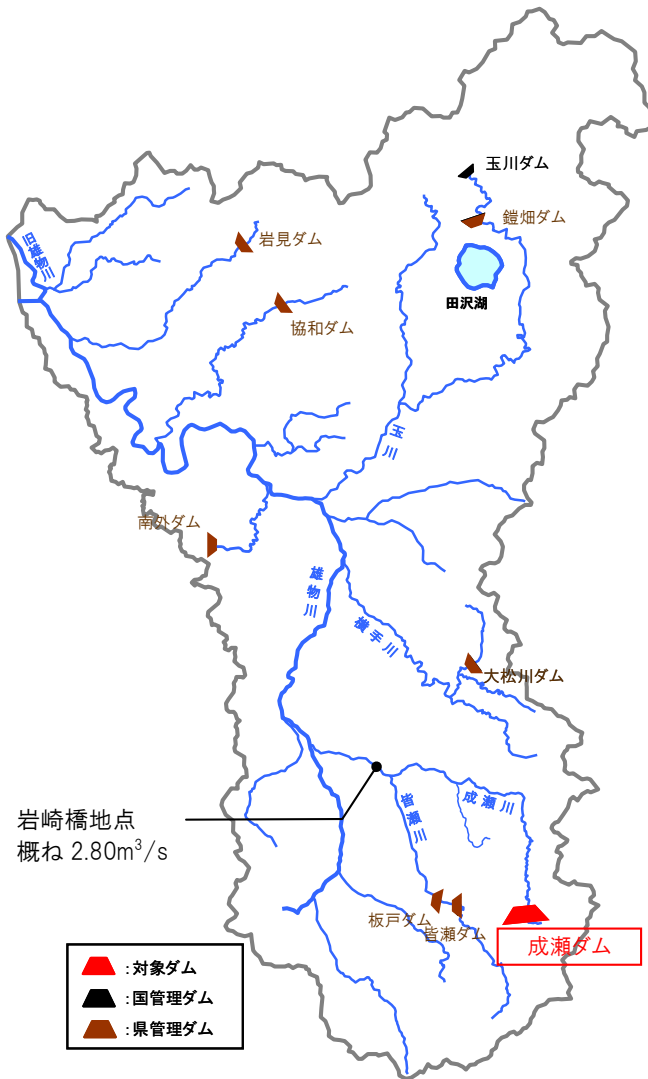 玉川ダム
鎧畑ダム
岩見ダム
旧雄物川
田沢湖
協和ダム
玉川
南外ダム
雄物川
横手川
大松川ダム
岩崎橋地点
概ね 2.80m³/s
成瀬川
皆瀬川
板戸ダム
皆瀬ダム
成瀬ダム
:対象ダム
:国管理ダム
:県管理ダム